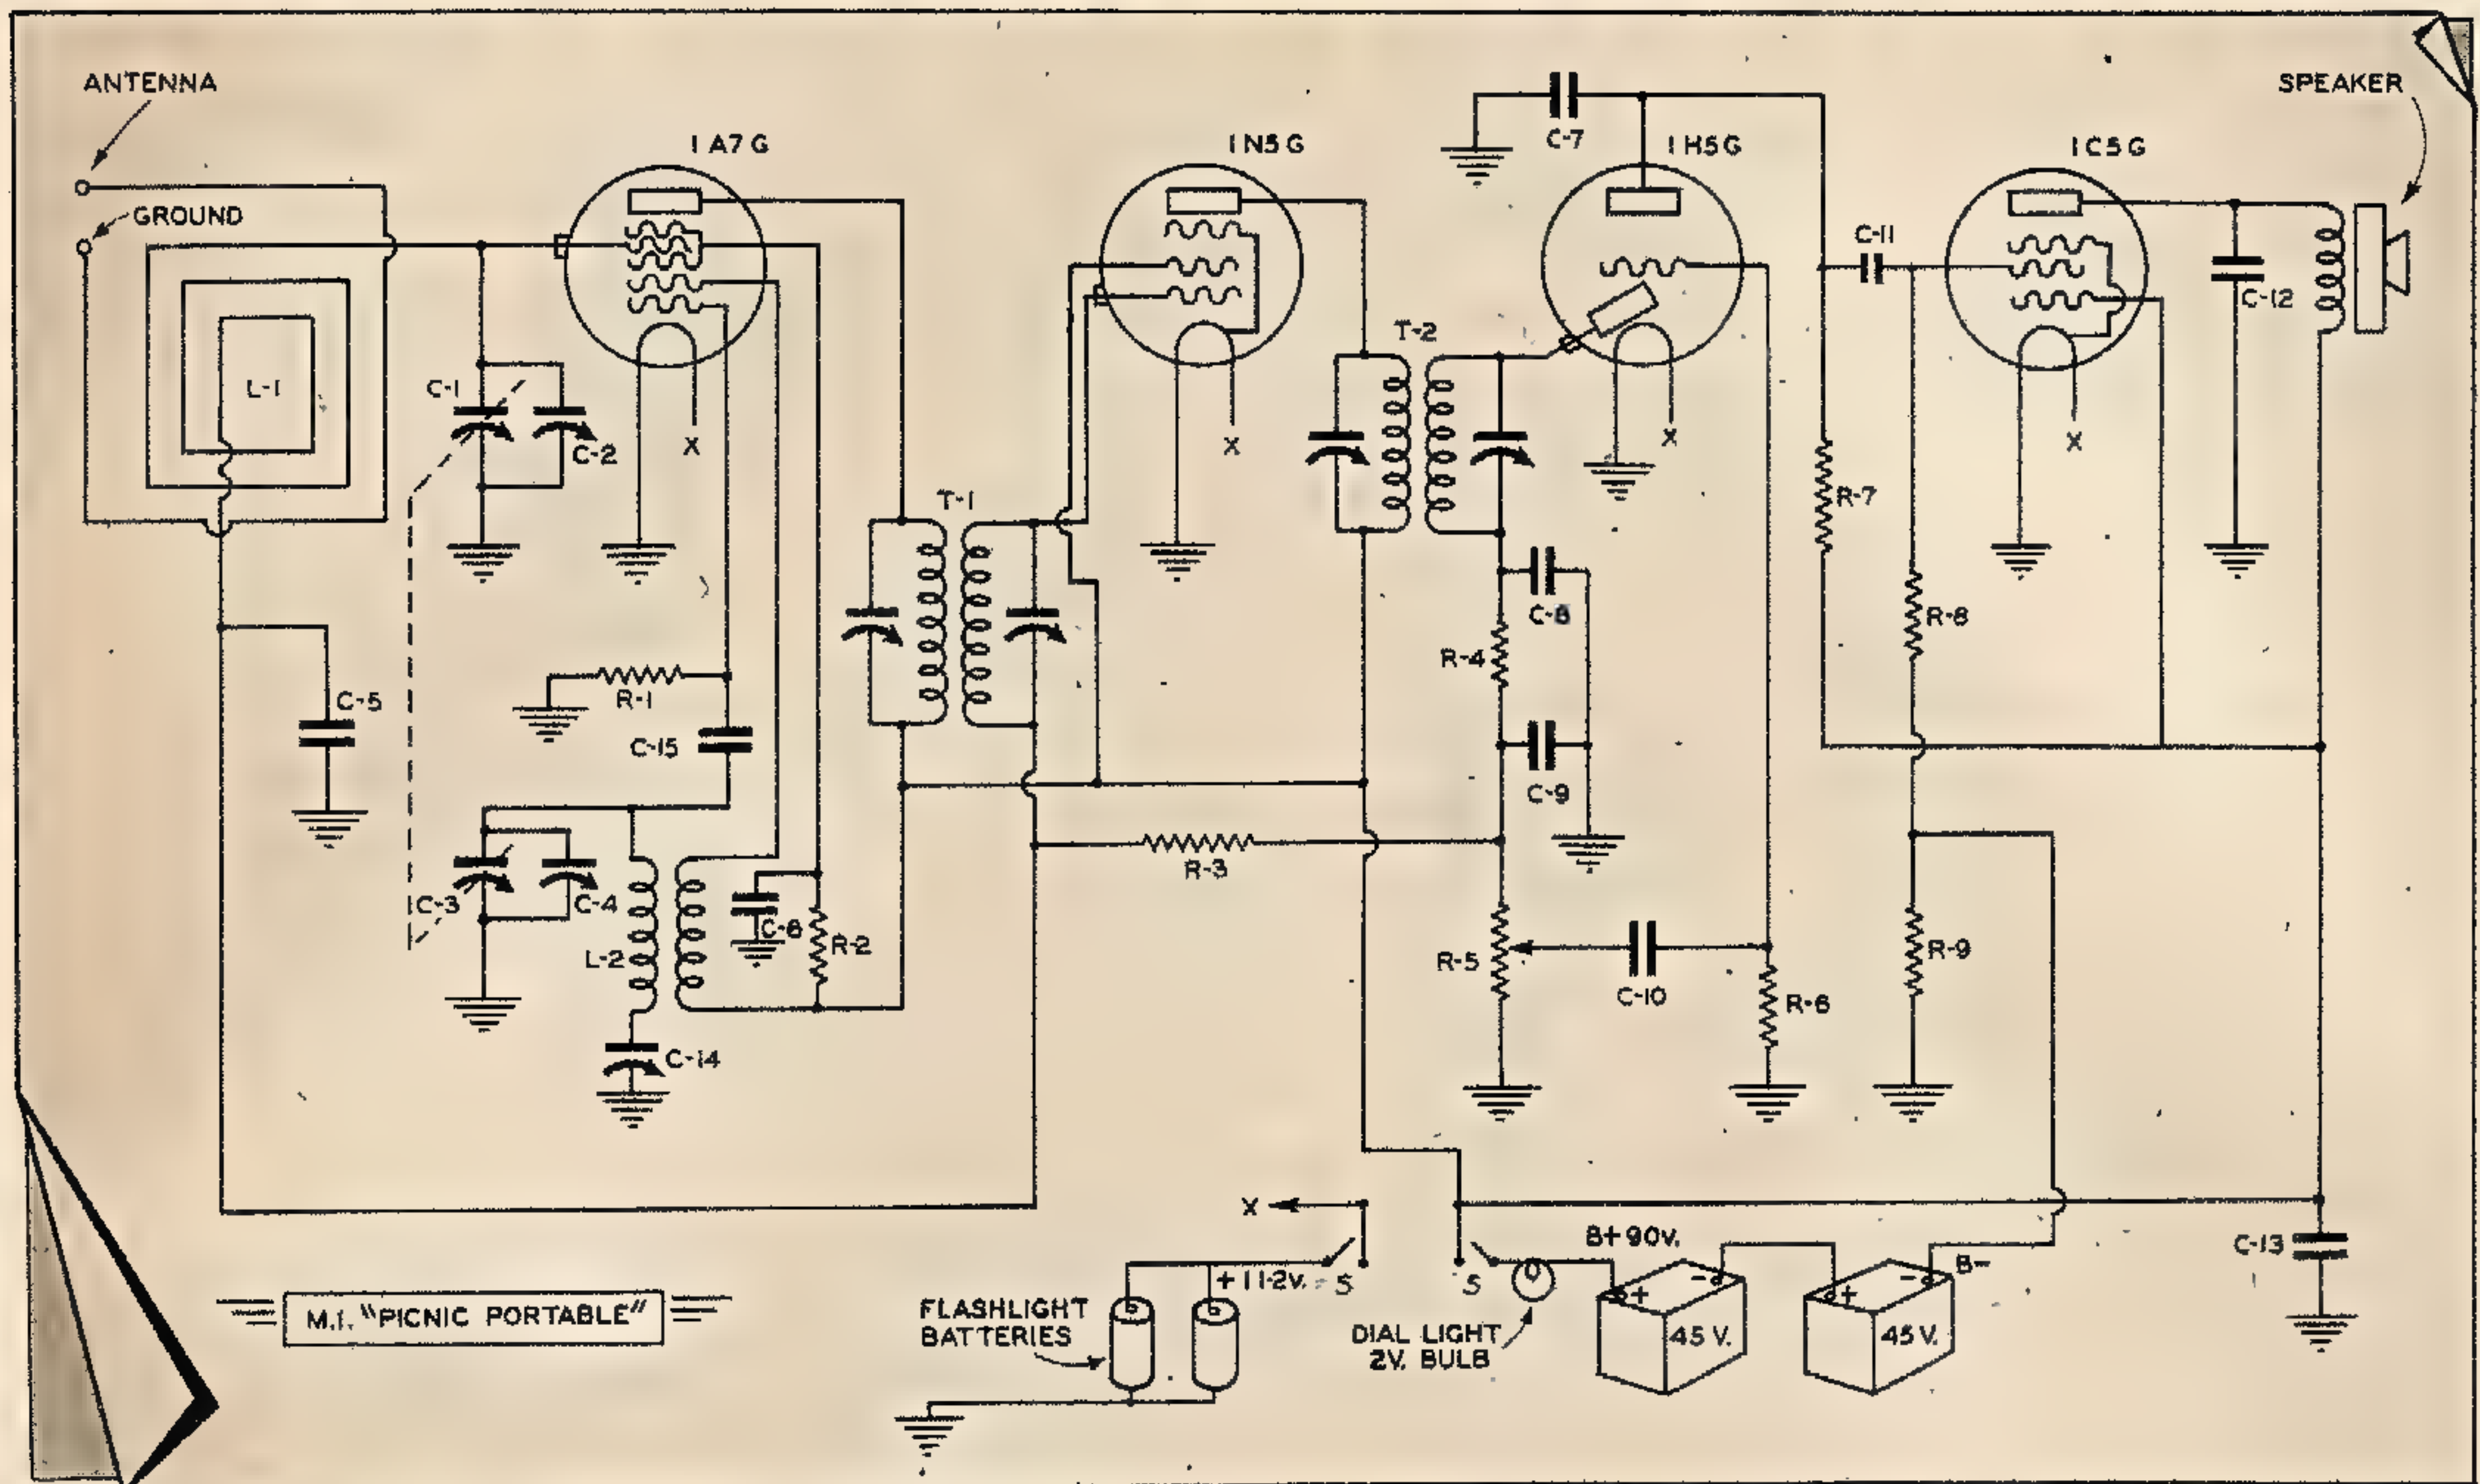 ANTENNA
SPEAKER
1A7G
1N5G
C-7
1H5G
1C5G
GROUND
C-11
C-12
T-2
L-1
C-1
C-2
X
X
X
X
T-1
R-7
C-8
R-8
R-4
R-1
C-5
C-15
C-9
R-3
C-3
C-4
C-6
R-2
L-2
R-5
C-10
R-6
R-9
C-14
X
B+90V.
B-
C-13
+1 1-2V.
S
S
+
-
+
-
M.I. "PICNIC PORTABLE"
FLASHLIGHT
BATTERIES
DIAL LIGHT
2V. BULB
45 V.
45 V.